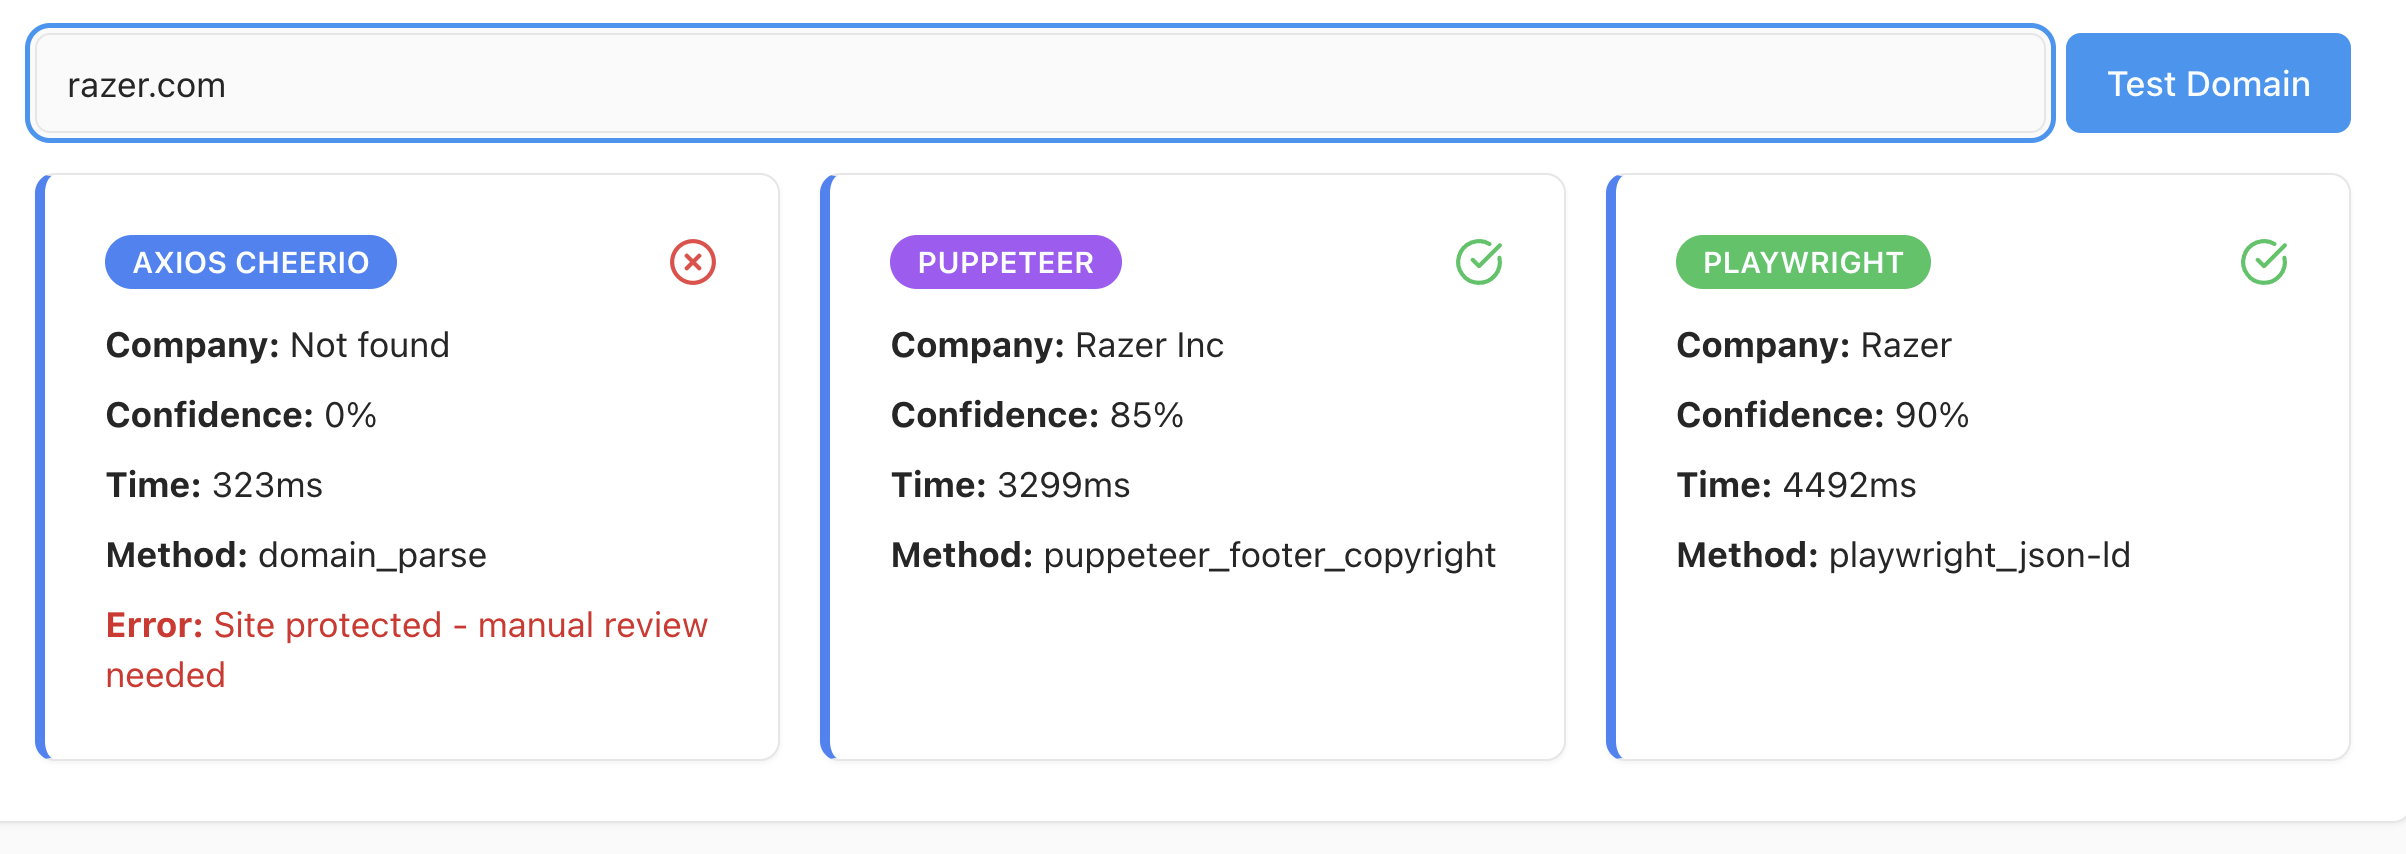 razer.com
Test Domain
AXIOS CHEERIO
Company: Not found
Confidence: 0%
Time: 323ms
Method: domain_parse
Error: Site protected - manual review
needed
PUPPETEER
Company: Razer Inc
Confidence: 85%
Time: 3299ms
Method: puppeteer_footer_copyright
PLAYWRIGHT
Company: Razer
Confidence: 90%
Time: 4492ms
Method: playwright_json-ld